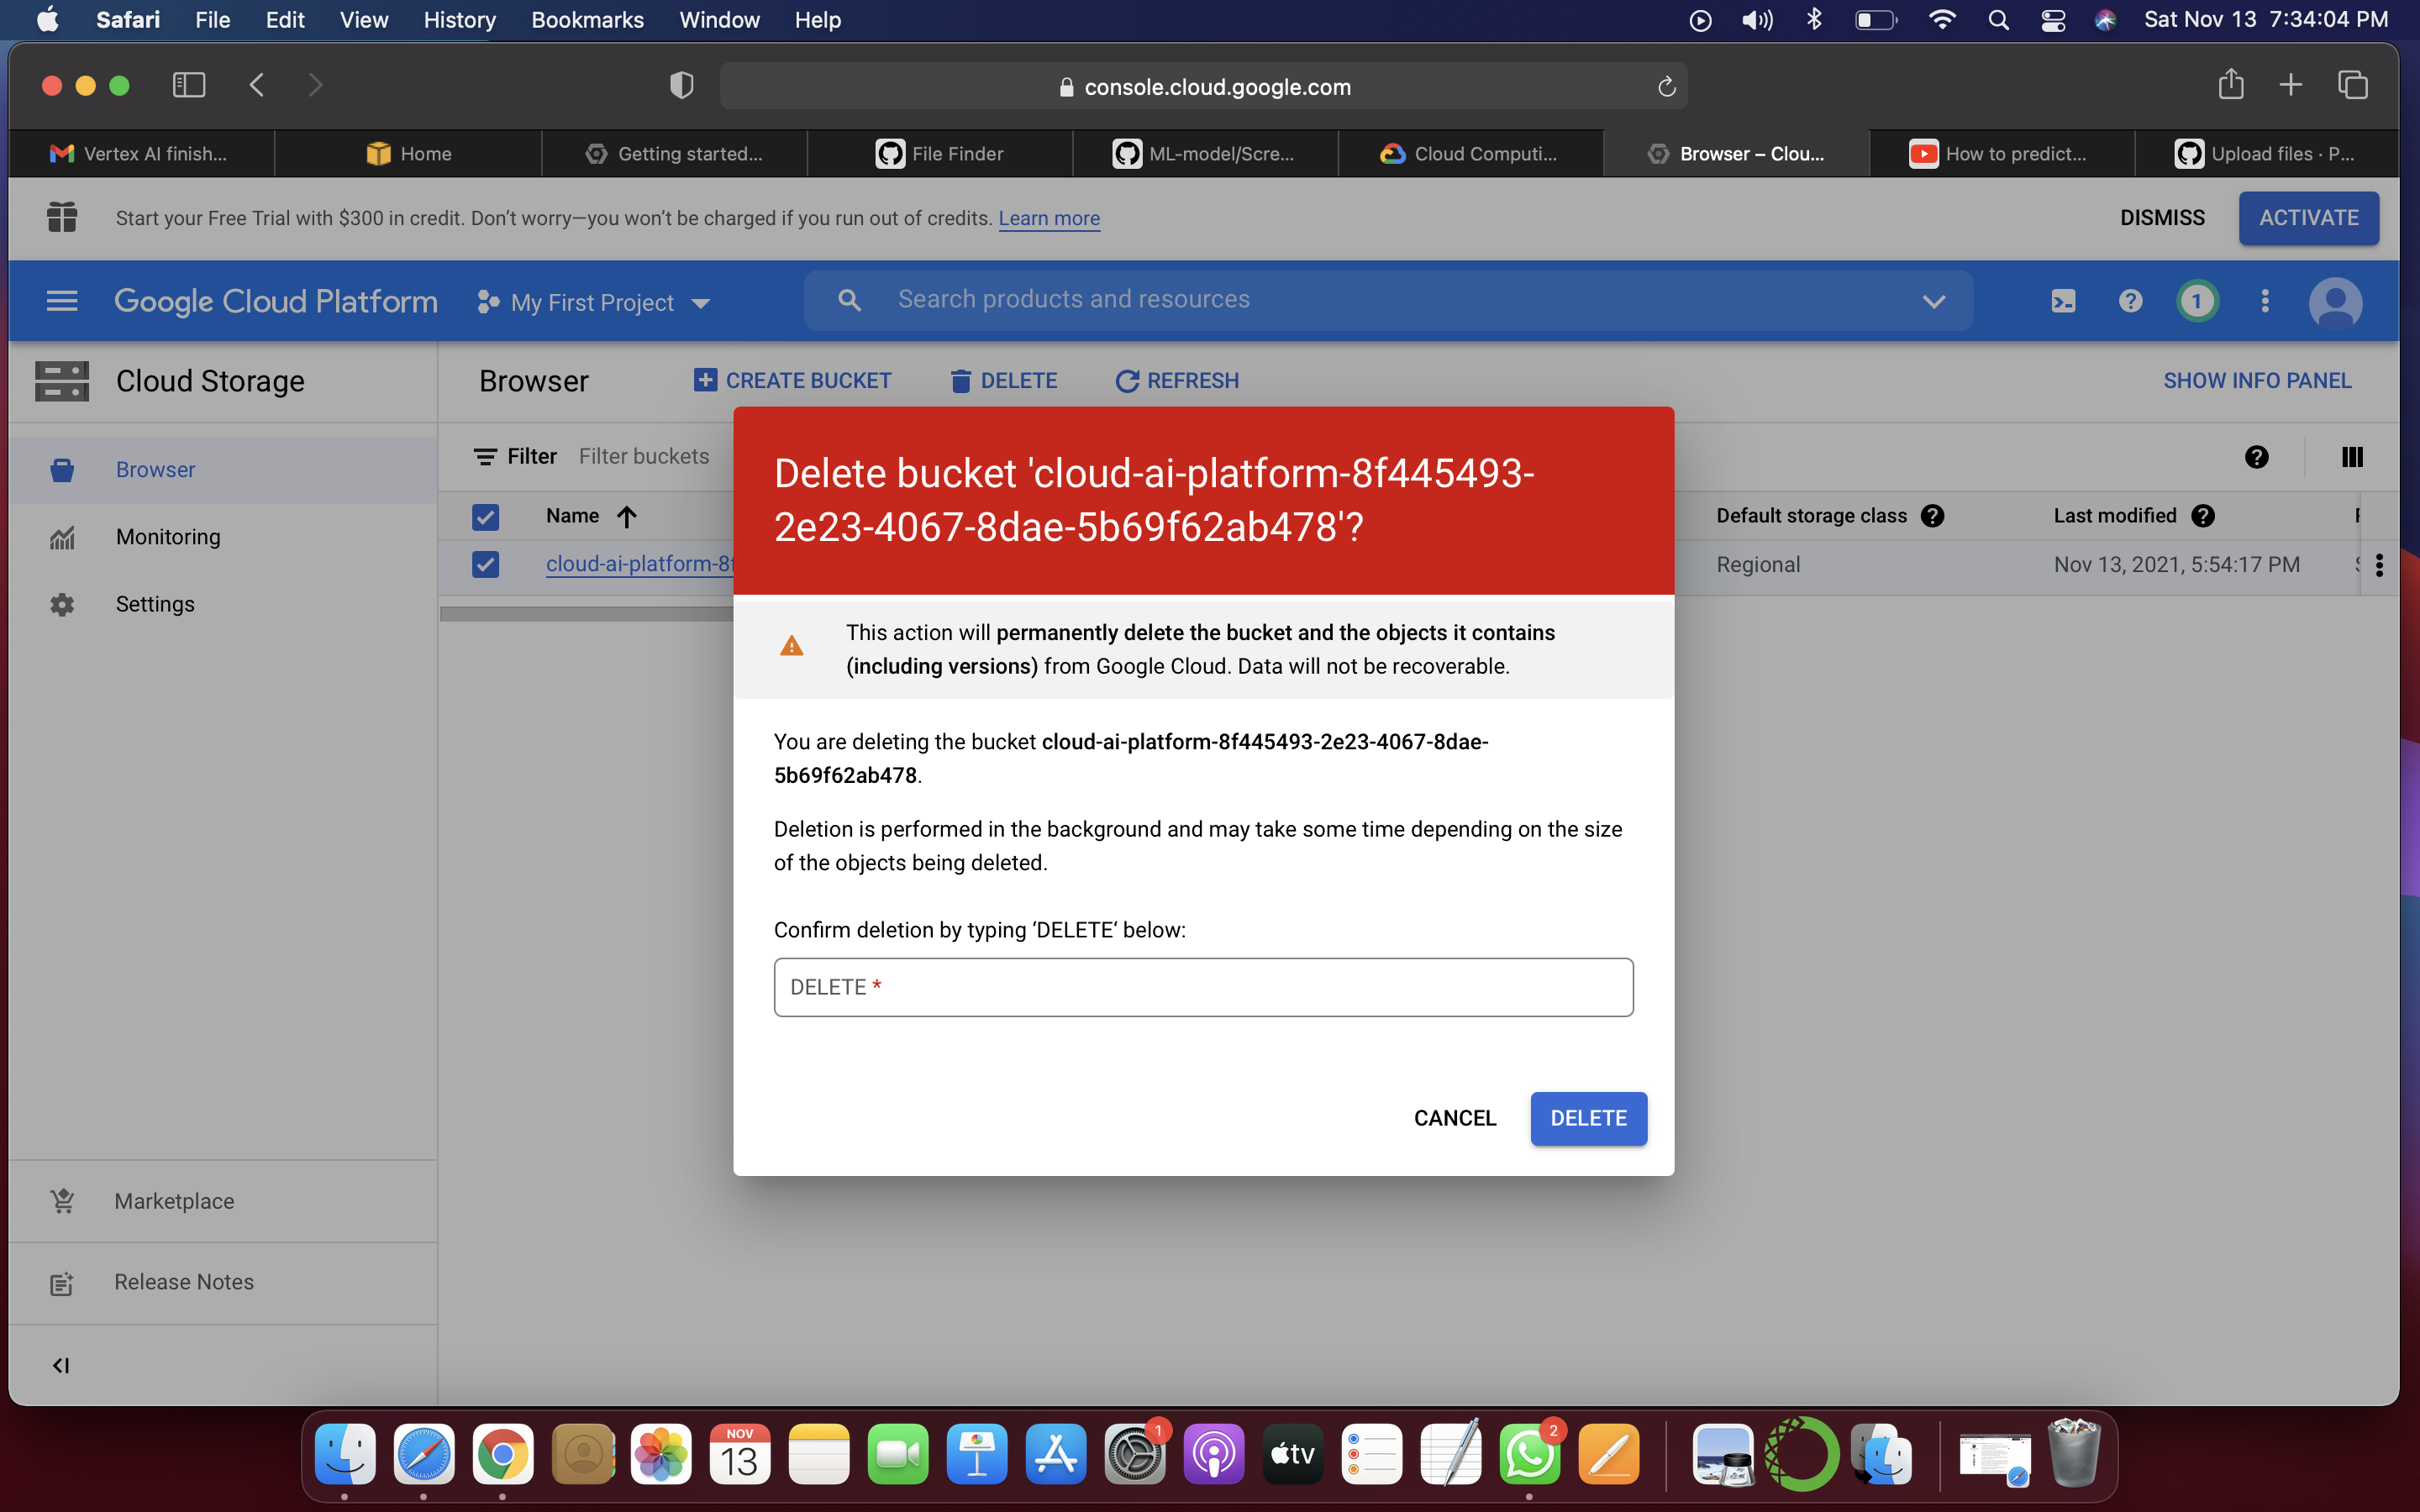 Safari File Edit View History Bookmarks Window Help Sat Nov 13 7:34:04 PM
console.cloud.google.com
Vertex AI finish... Home Getting started... File Finder ML-model/Scre... Cloud Computi... Browser – Clou... How to predict... Upload files · P...
Start your Free Trial with $300 in credit. Don't worry—you won't be charged if you run out of credits. Learn more DISMISS ACTIVATE
Google Cloud Platform My First Project Search products and resources 1
Cloud Storage Browser CREATE BUCKET DELETE REFRESH SHOW INFO PANEL
Browser
Monitoring
Settings
Filter Filter buckets
Name Default storage class Last modified
cloud-ai-platform-8f Regional Nov 13, 2021, 5:54:17 PM
Delete bucket 'cloud-ai-platform-8f445493-
2e23-4067-8dae-5b69f62ab478'?
This action will permanently delete the bucket and the objects it contains
(including versions) from Google Cloud. Data will not be recoverable.
You are deleting the bucket cloud-ai-platform-8f445493-2e23-4067-8dae-
5b69f62ab478.
Deletion is performed in the background and may take some time depending on the size
of the objects being deleted.
Confirm deletion by typing ‘DELETE‘ below:
DELETE *
CANCEL DELETE
Marketplace
Release Notes
NOV
13
1
tv
2